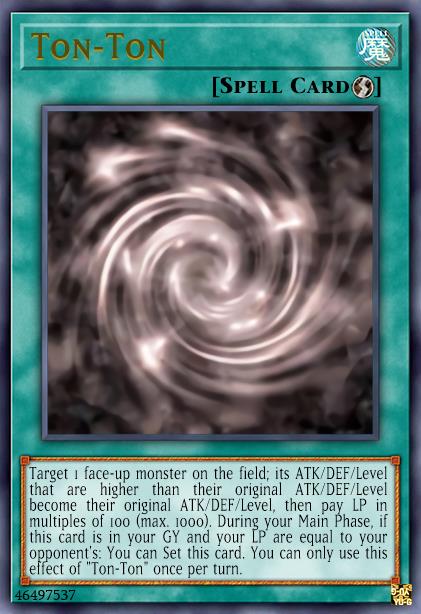 Ton-Ton
SPELL
魔
[Spell Card]
Target 1 face-up monster on the field; its ATK/DEF/Level
that are higher than their original ATK/DEF/Level
become their original ATK/DEF/Level, then pay LP in
multiples of 100 (max. 1000). During your Main Phase, if
this card is in your GY and your LP are equal to your
opponent's: You can Set this card. You can only use this
effect of "Ton-Ton" once per turn.
46497537